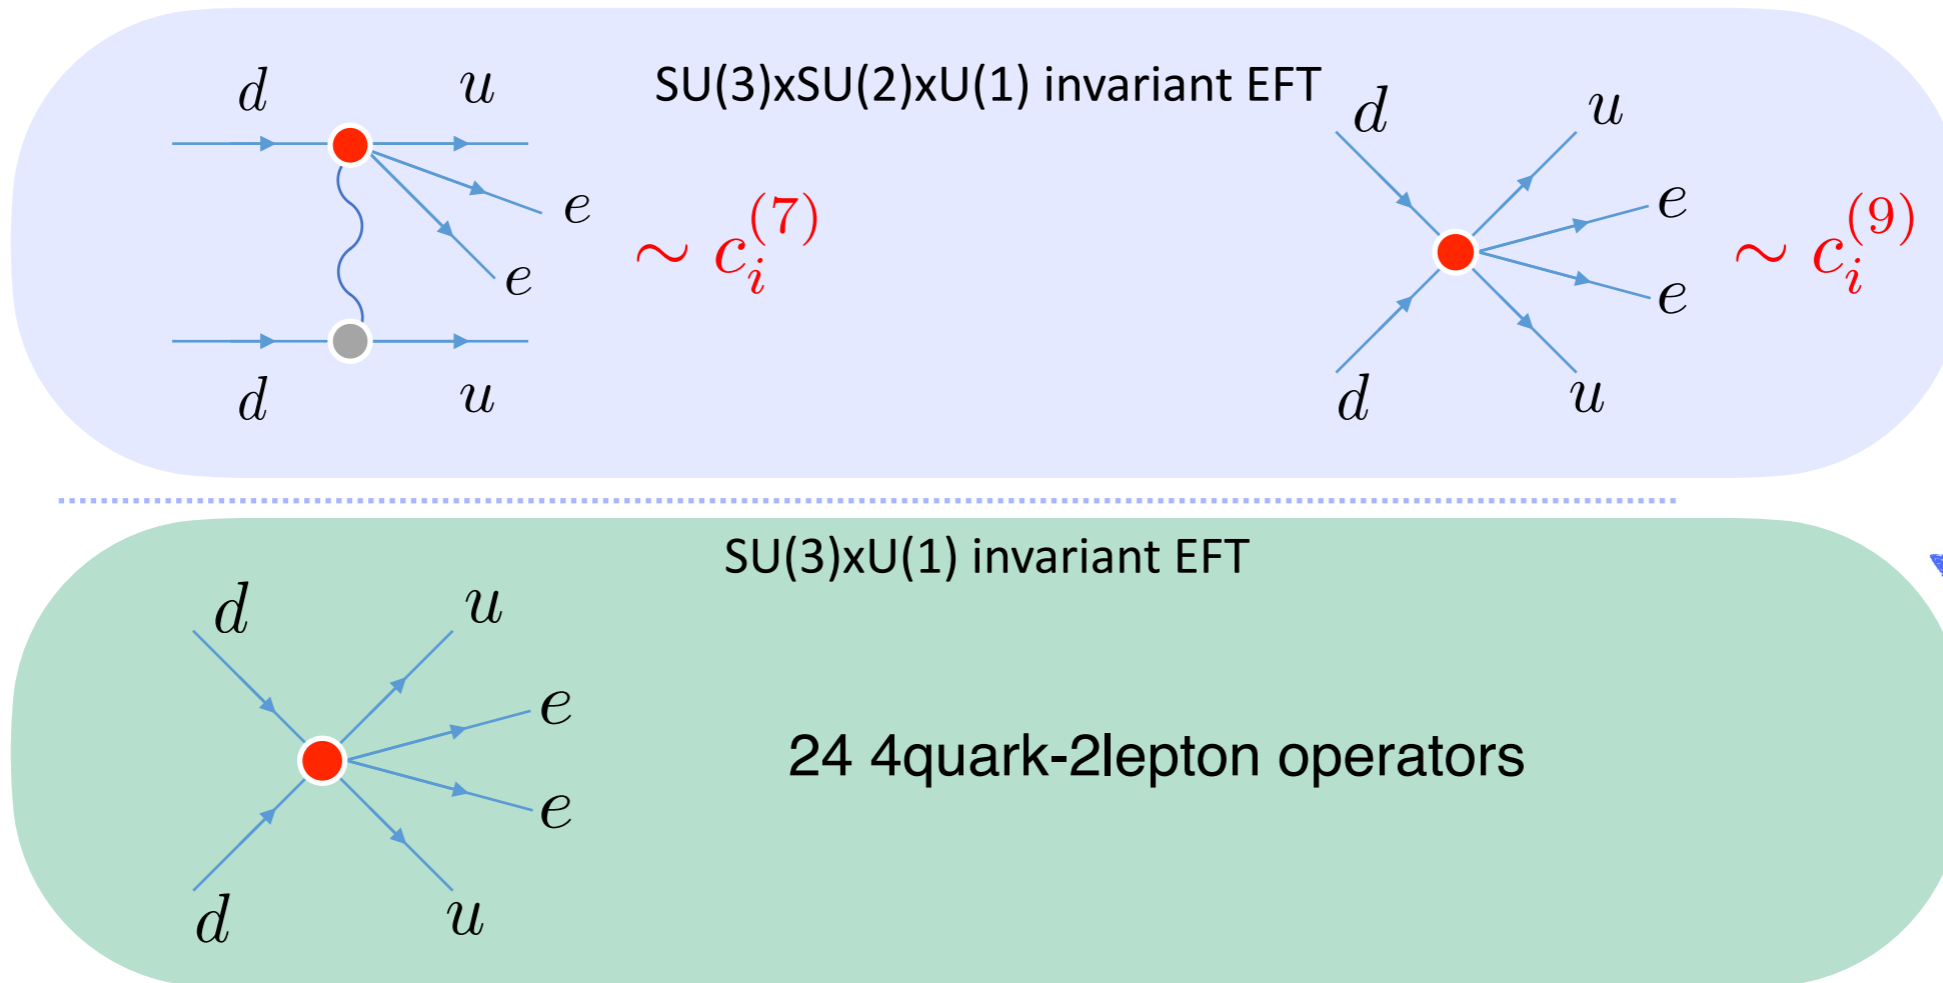 SU(3)xSU(2)xU(1) invariant EFT
d u
e
e
d u
∼ c_i^{(7)}
d u
e
e
d u
∼ c_i^{(9)}
SU(3)xU(1) invariant EFT
d u
e
e
d u
24 4quark-2lepton operators